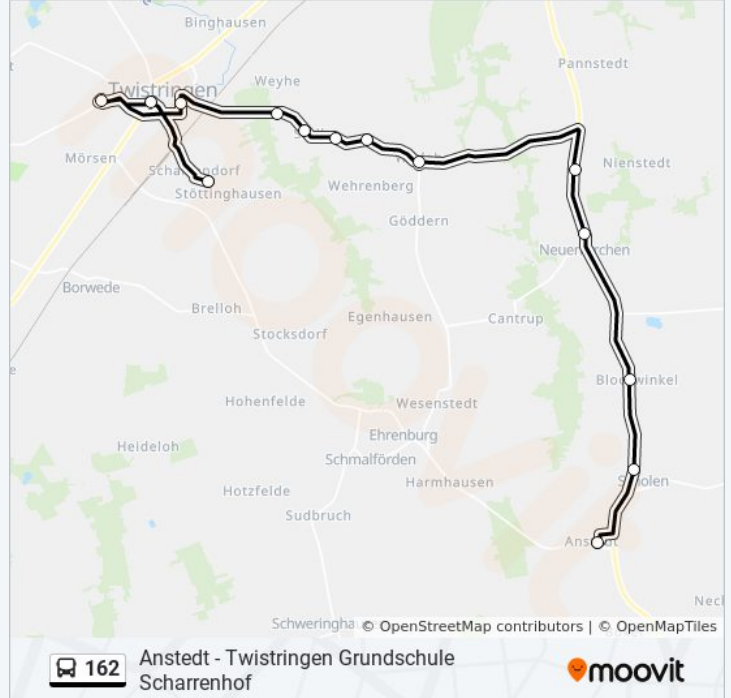 Binghausen
Pannstedt
Weyhe
Twistringen
Mörsen
Nienstedt
Stöttinghausen
Wehrenberg
Göddern
Borwede
Brelloh
Egenhausen
Cantrup
Stocksdorf
Hohenfelde
Wesenstedt
Ehrenburg
Heideloh
Schmalförden
Harmhausen
Hotzfelde
Sudbruch
© OpenStreetMap contributors | © OpenMapTiles
162
Anstedt - Twistringen Grundschule
Scharrenhof
moovit